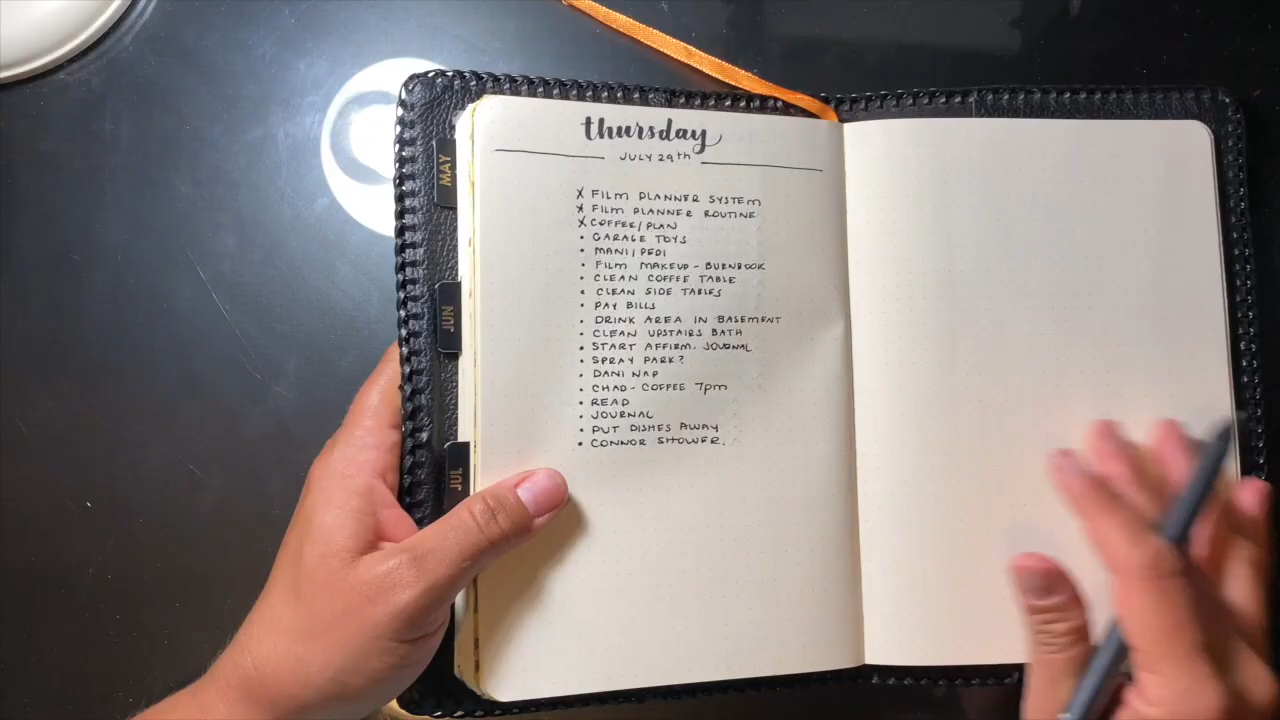 thursday
JULY 29th
X FILM PLANNER SYSTEM
X FILM PLANNER ROUTINE
X COFFEE/PLAN
• GARAGE TOYS
• MANI/PEDI
• FILM MAKEUP - BURNBOOK
• CLEAN COFFEE TABLE
• CLEAN SIDE TABLES
• PAY BILLS
• DRINK AREA IN BASEMENT
• CLEAN UPSTAIRS BATH
• START AFFIRM. JOURNAL
• SPRAY PARK?
• DANI NAP
• CHAD - COFFEE 7pm
• READ
• JOURNAL
• PUT DISHES AWAY
• CONNOR SHOWER.
MAY
JUN
JUL